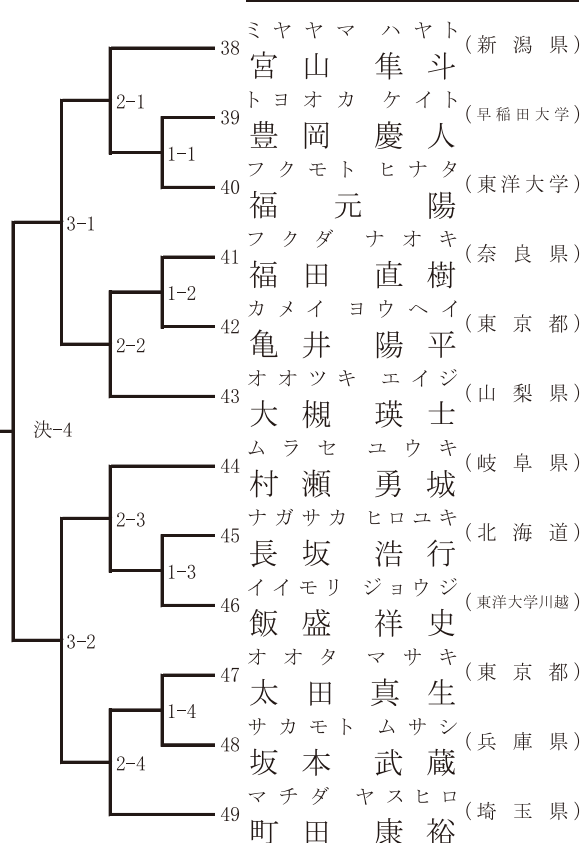 38 ミヤヤマ ハヤト
宮山 隼斗 (新潟県)
2-1
39 トヨオカ ケイト
豊岡 慶人 (早稲田大学)
1-1
40 フクモト ヒナタ
福元 陽 (東洋大学)
3-1
41 フクダ ナオキ
福田 直樹 (奈良県)
1-2
42 カメイ ヨウヘイ
亀井 陽平 (東京都)
2-2
43 オオツキ エイジ
大槻 瑛士 (山梨県)
決-4
44 ムラセ ユウキ
村瀬 勇城 (岐阜県)
2-3
45 ナガサカ ヒロユキ
長坂 浩行 (北海道)
1-3
46 イイモリ ジョウジ
飯盛 祥史 (東洋大学川越)
3-2
47 オオタ マサキ
太田 真生 (東京都)
1-4
48 サカモト ムサシ
坂本 武蔵 (兵庫県)
2-4
49 マチダ ヤスヒロ
町田 康裕 (埼玉県)